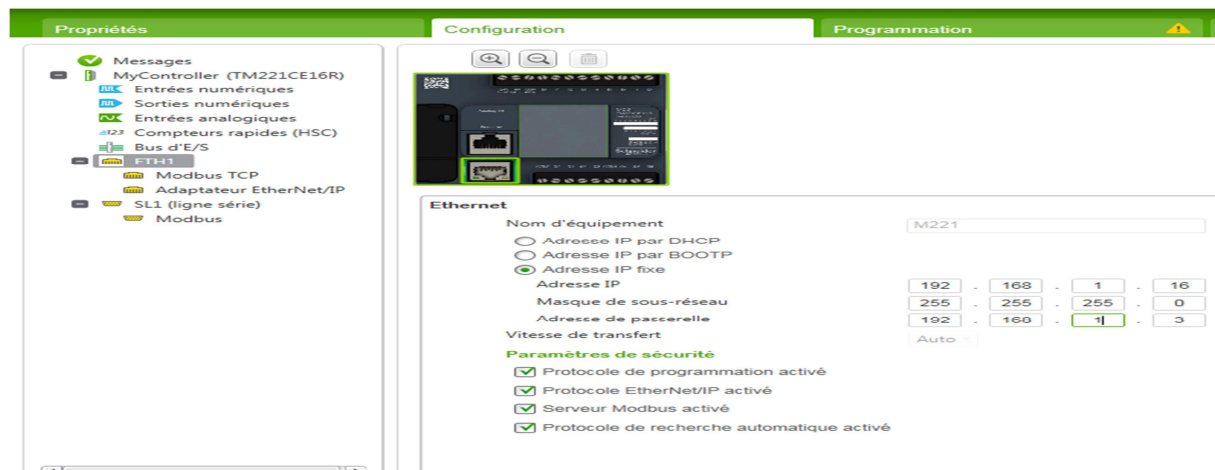 Propriétés
Configuration
Programmation
Messages
MyController (TM221CE16R)
Entrées numériques
Sorties numériques
Entrées analogiques
Compteurs rapides (HSC)
Bus d'E/S
ETH1
Modbus TCP
Adaptateur EtherNet/IP
SL1 (ligne série)
Modbus
Ethernet
Nom d'équipement M221
Adresse IP par DHCP
Adresse IP par BOOTP
Adresse IP fixe
Adresse IP 192 . 168 . 1 . 16
Masque de sous-réseau 255 . 255 . 255 . 0
Adresse de passerelle 192 . 168 . 1 . 3
Vitesse de transfert Auto
Paramètres de sécurité
Protocole de programmation activé
Protocole EtherNet/IP activé
Serveur Modbus activé
Protocole de recherche automatique activé